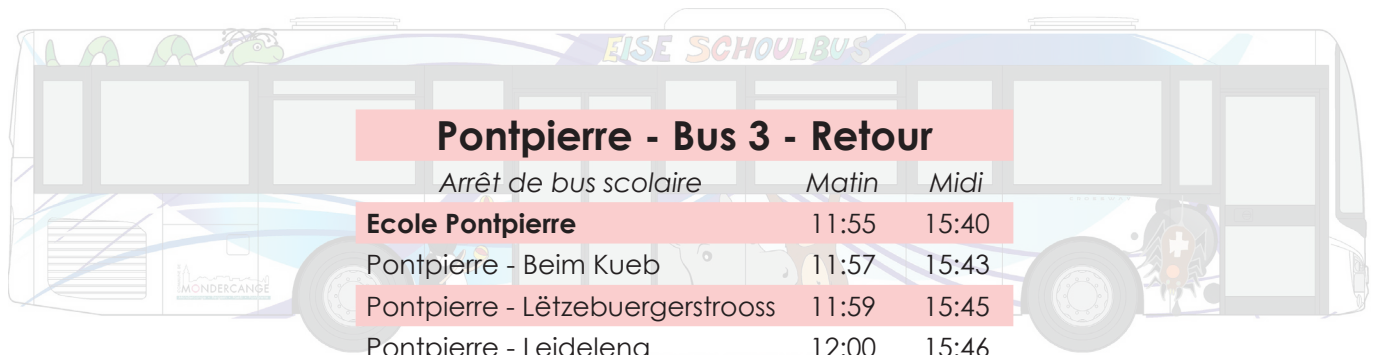 EISE SCHOULBUS
Pontpierre - Bus 3 - Retour
Arrêt de bus scolaire Matin Midi
Ecole Pontpierre 11:55 15:40
Pontpierre - Beim Kueb 11:57 15:43
Pontpierre - Lëtzebuergerstrooss 11:59 15:45
MONDERCANGE
Pontpierre - Leideleng 12:00 15:46